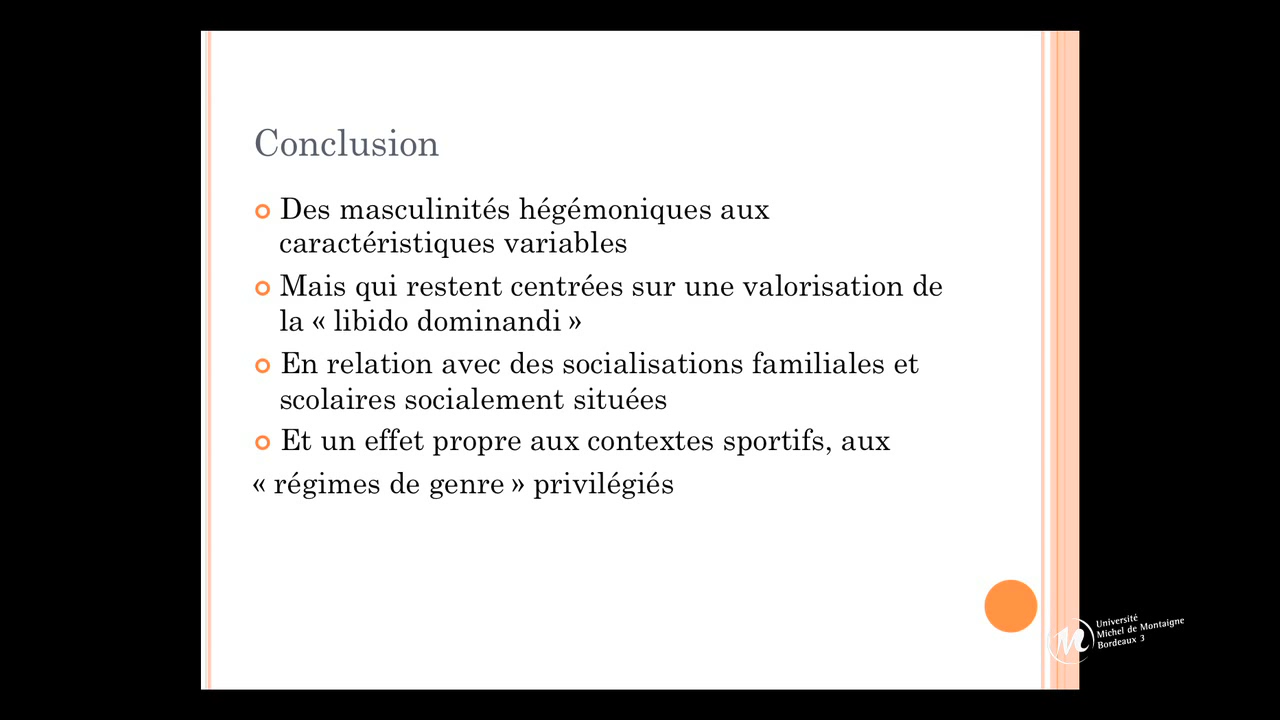 Conclusion
Des masculinités hégémoniques aux
caractéristiques variables
Mais qui restent centrées sur une valorisation de
la « libido dominandi »
En relation avec des socialisations familiales et
scolaires socialement situées
Et un effet propre aux contextes sportifs, aux
« régimes de genre » privilégiés
Université
Michel de Montaigne
Bordeaux 3